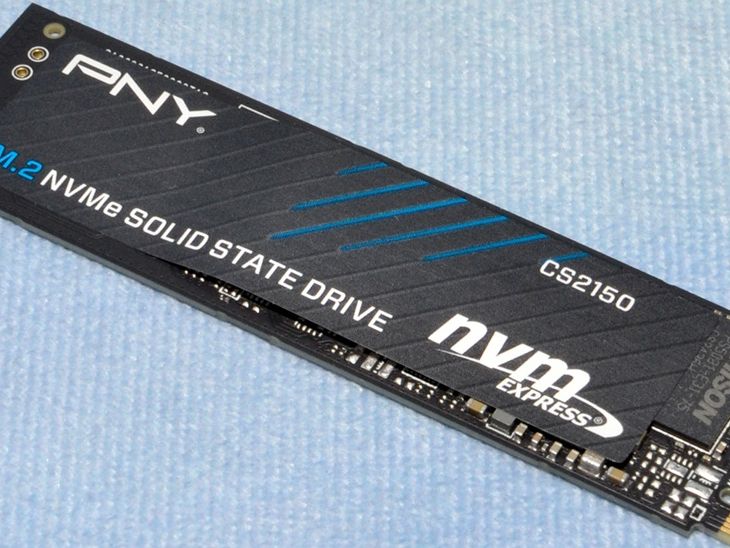 PNY®
M.2 NVMe SOLID STATE DRIVE
CS2150
nvm
EXPRESS®